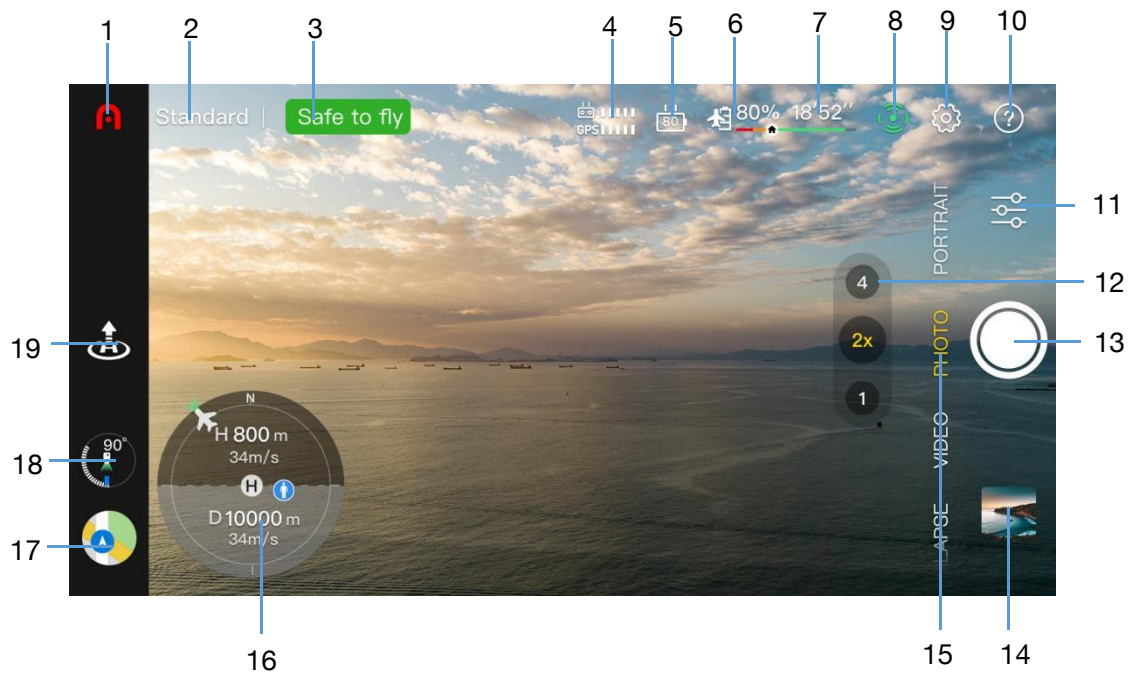 1 2 3 4 5 6 7 8 9 10
Standard | Safe to fly GPS 80 80% 18'52''
11
PORTRAIT
4
12
PHOTO
2x
13
19
1
N
H 800 m
34m/s
90°
18
VIDEO
H
D 10000 m
34m/s
17
LAPSE
16
15
14